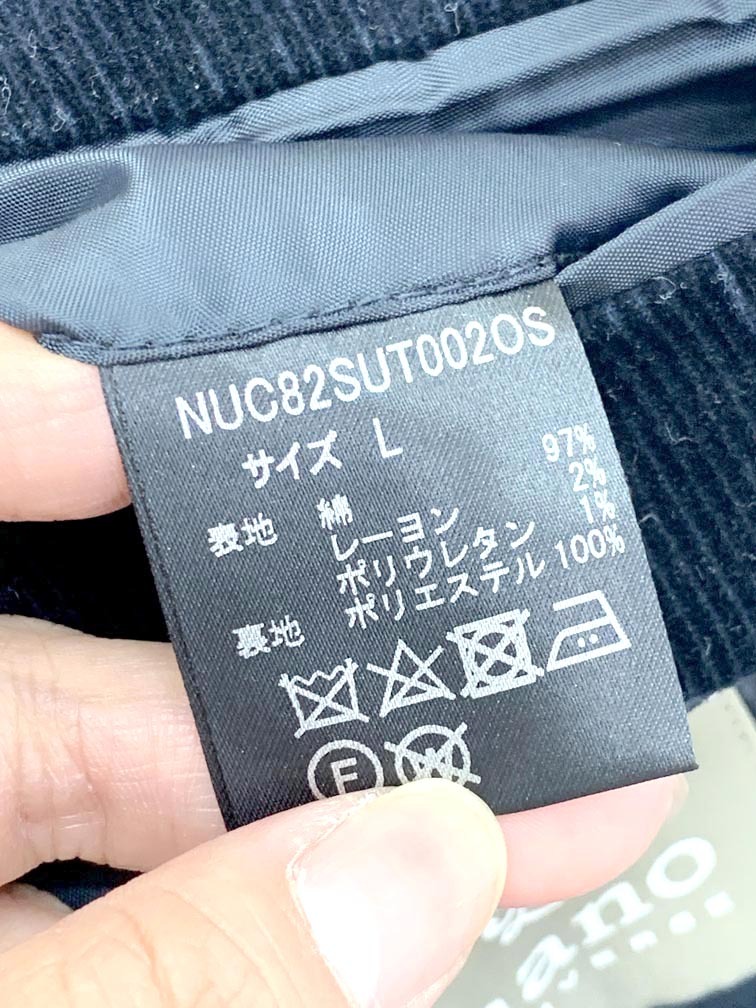 NUC82SUT002OS
サイズ L
表地 綿 97%
レーヨン 2%
ポリウレタン 1%
裏地 ポリエステル 100%
F W
ano